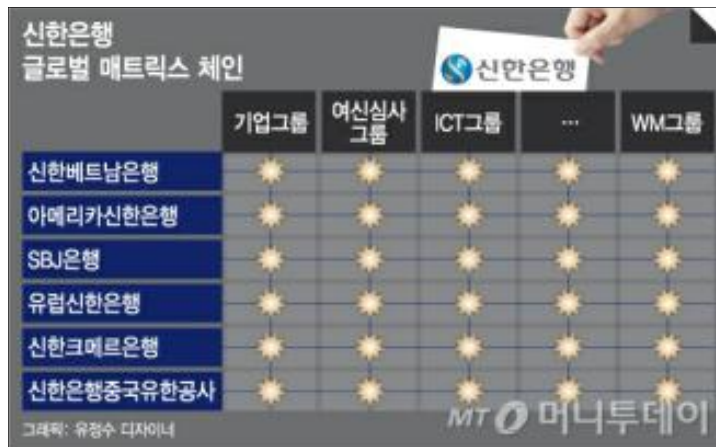 신한은행
글로벌 매트릭스 체인
신한은행
기업그룹
여신심사
그룹
ICT그룹
...
WM그룹
신한베트남은행
아메리카신한은행
SBJ은행
유럽신한은행
신한크메르은행
신한은행중국유한공사
그래픽: 유정수 디자이너
MT 머니투데이